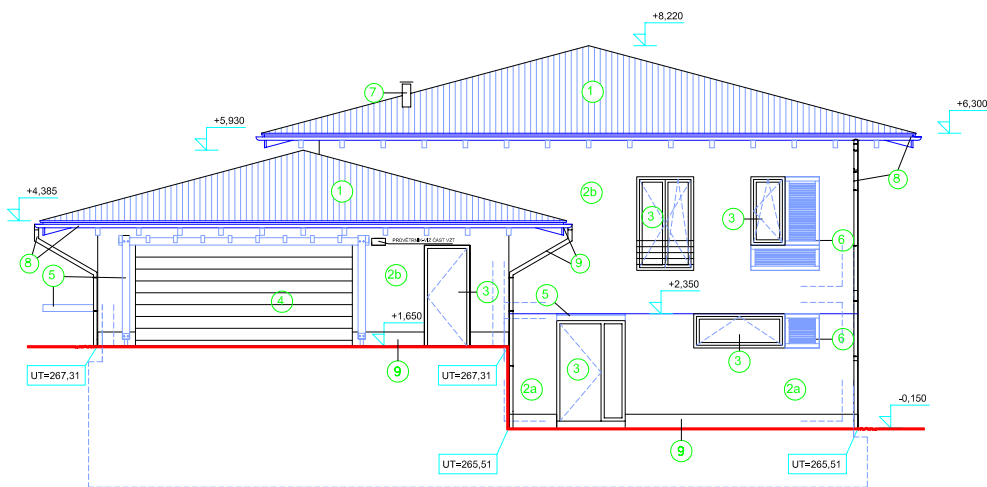 +8,220
1
7
+6,300
+5,930
1
8
+4,385
2b
3
3
6
PROVĚTRNÍK-VIZ ČÁST VZT
8
9
5
2b
3
+2,350
5
4
+1,650
6
3
9
3
UT=267,31
UT=267,31
2a
2a
-0,150
9
UT=265,51
UT=265,51